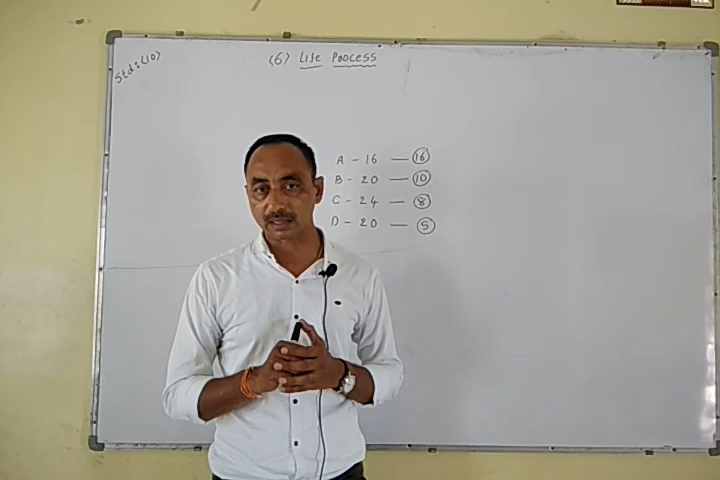 Std:(10)
(6) Life Process
A - 16 — 16
B - 20 — 10
C - 24 — 8
D - 20 — 5